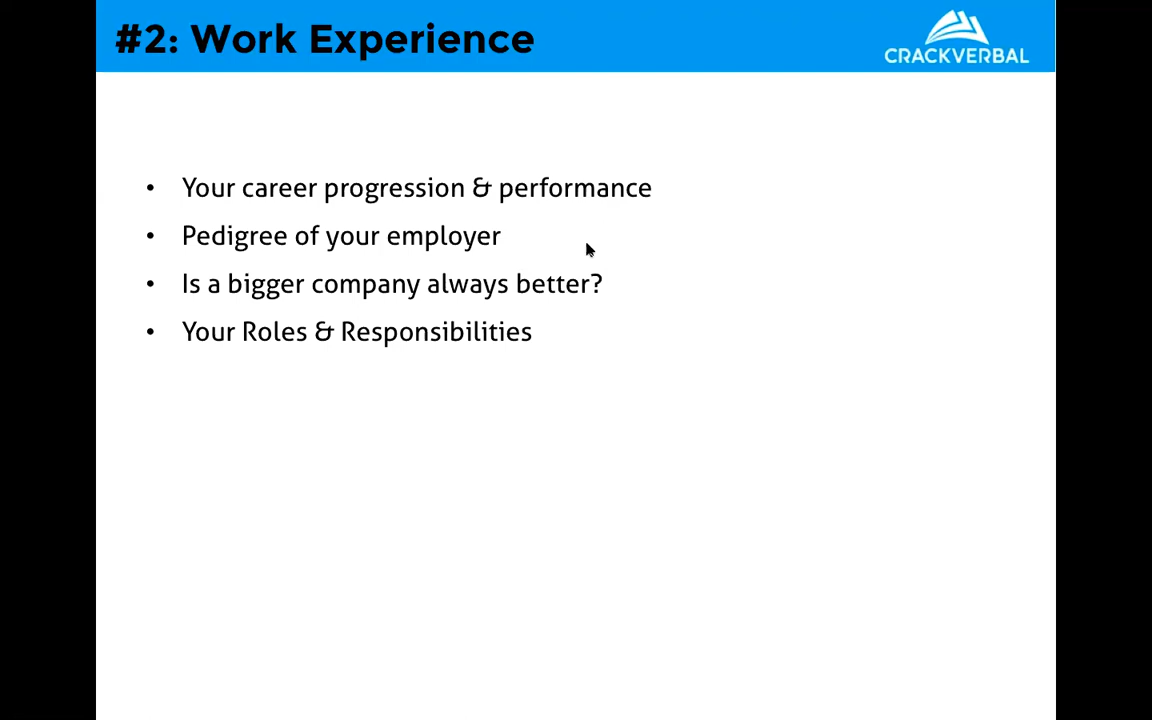 #2: Work Experience
CRACKVERBAL
• Your career progression & performance
• Pedigree of your employer
• Is a bigger company always better?
• Your Roles & Responsibilities